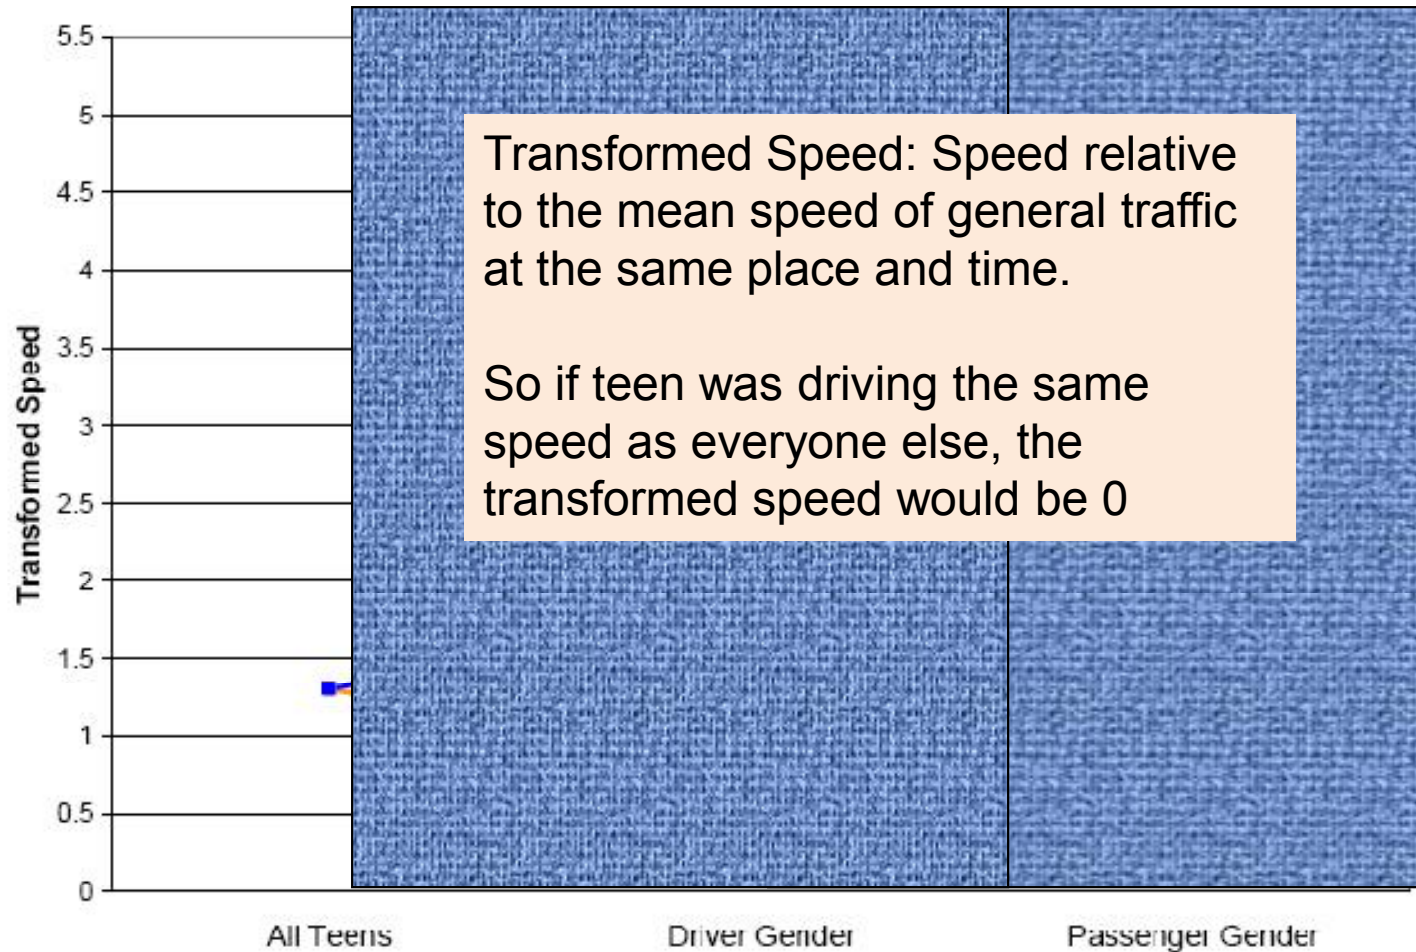 5.5
5
4.5
4
3.5
3
2.5
2
1.5
1
0.5
0
Transformed Speed
Transformed Speed: Speed relative
to the mean speed of general traffic
at the same place and time.
So if teen was driving the same
speed as everyone else, the
transformed speed would be 0
All Teens
Driver Gender
Passenger Gender